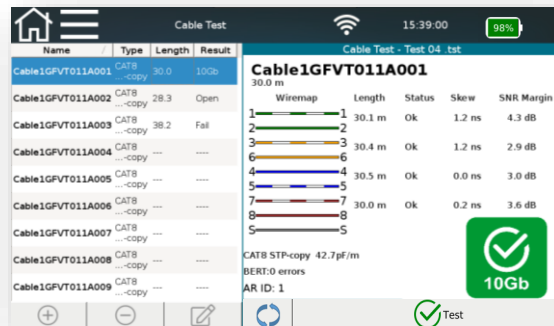 Cable Test 15:39:00 98%
Name / Type Length Result
Cable Test - Test 04 .tst
Cable1GFVT011A001 CAT8 ...-copy 30.0 10Gb
Cable1GFVT011A002 CAT8 ...-copy 28.3 Open
Cable1GFVT011A003 CAT8 ...-copy 38.2 Fail
Cable1GFVT011A004 CAT8 ...-copy --- ----
Cable1GFVT011A005 CAT8 ...-copy --- ----
Cable1GFVT011A006 CAT8 ...-copy --- ----
Cable1GFVT011A007 CAT8 ...-copy --- ----
Cable1GFVT011A008 CAT8 ...-copy --- ----
Cable1GFVT011A009 CAT8 ...-copy --- ----
Cable1GFVT011A001
30.0 m
Wiremap Length Status Skew SNR Margin
1 1 30.1 m Ok 1.2 ns 4.3 dB
2 2
3 3 30.4 m Ok 1.2 ns 2.9 dB
6 6
4 4 30.5 m Ok 0.0 ns 3.0 dB
5 5
7 7 30.0 m Ok 0.2 ns 3.6 dB
8 8
S S
CAT8 STP-copy 42.7pF/m
BERT:0 errors
AR ID: 1
10Gb
Test